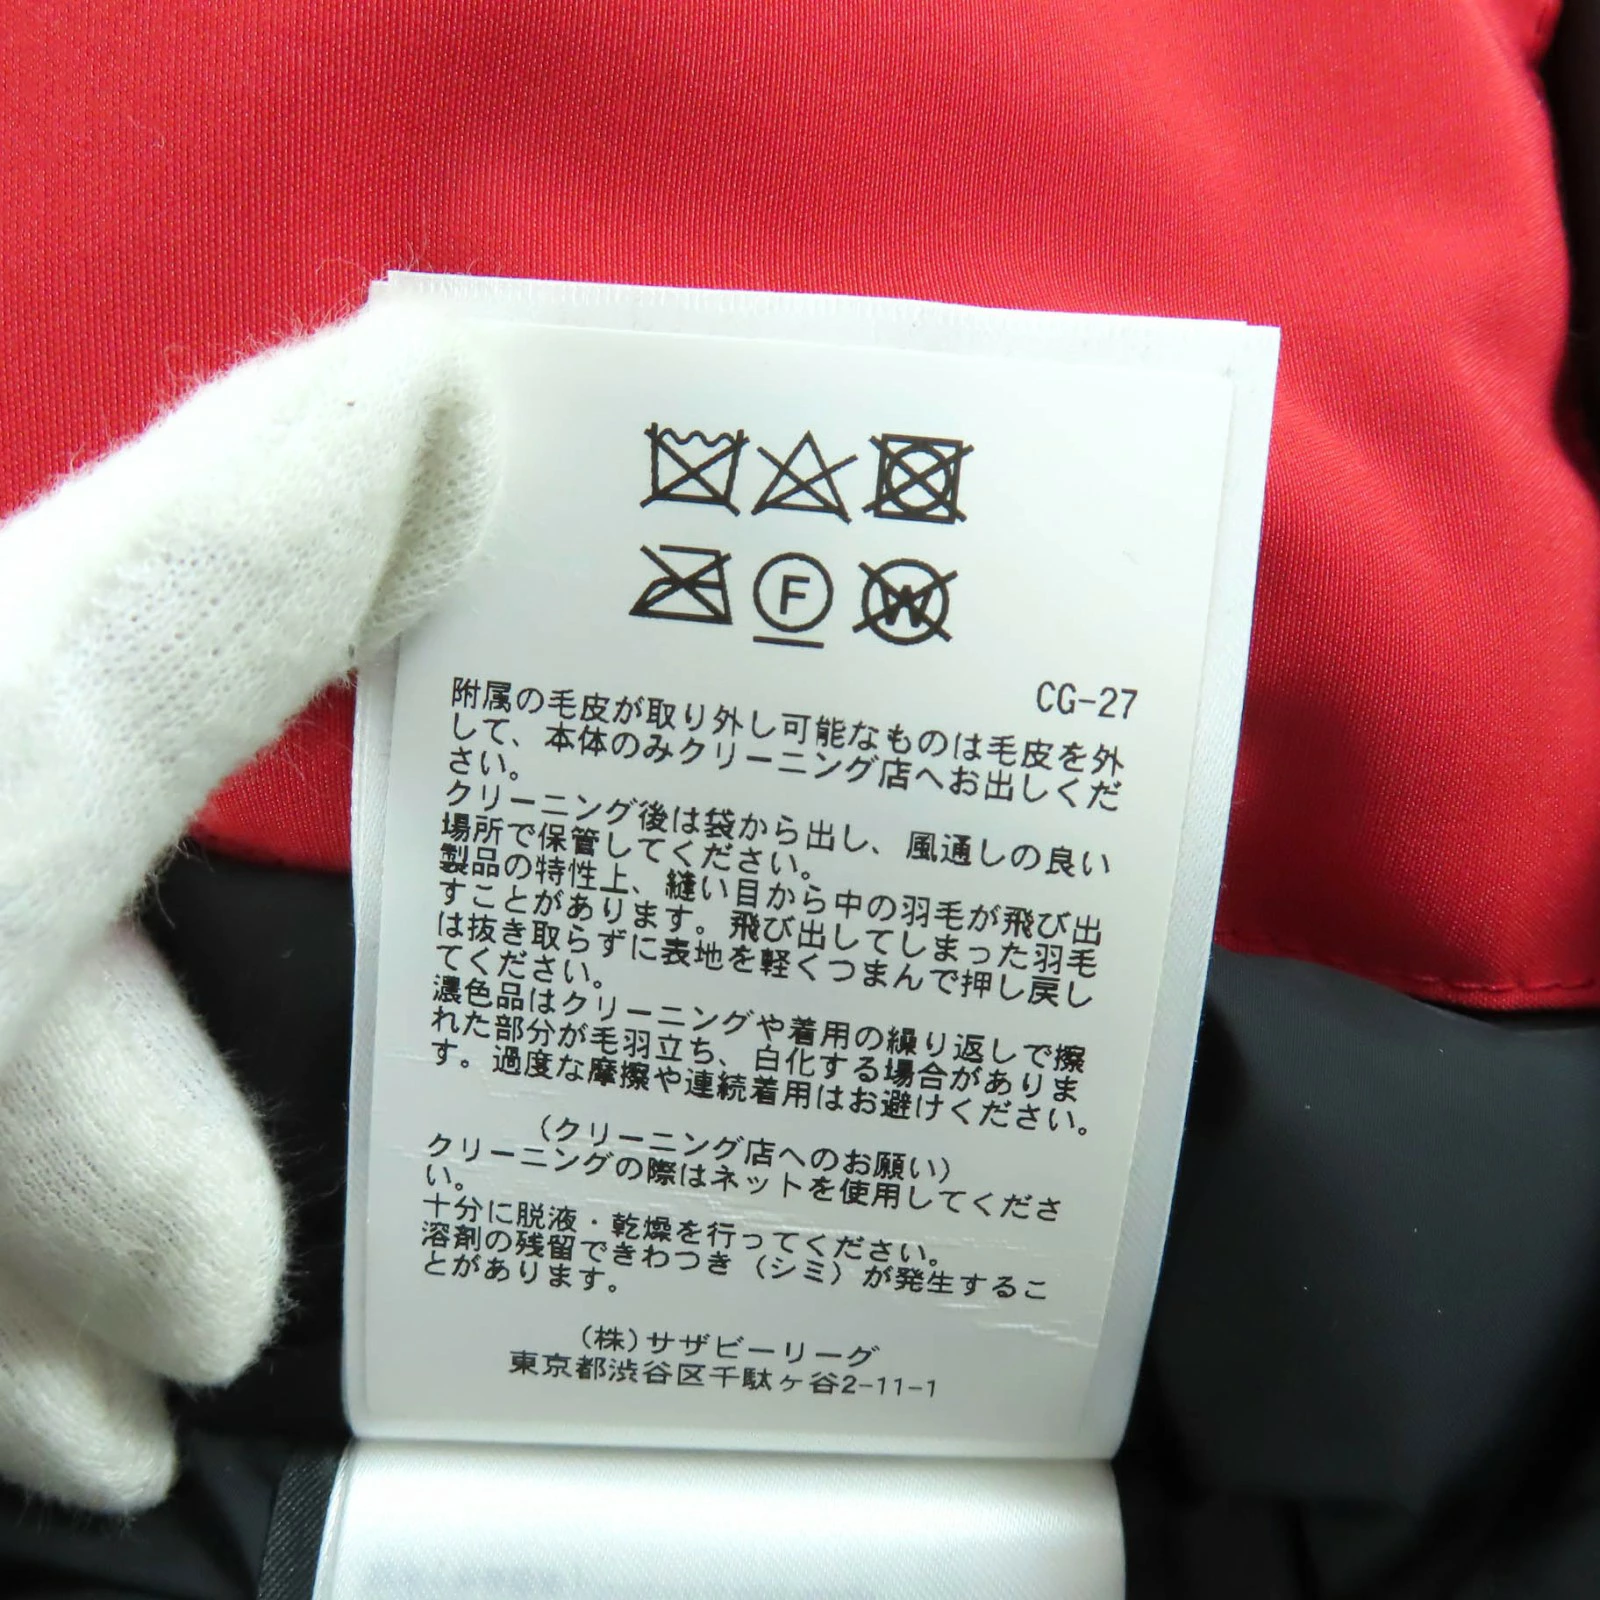 F
W
CG-27
附属の毛皮が取り外し可能なものは毛皮を外
して、本体のみクリーニング店へお出しくだ
さい。
クリーニング後は袋から出し、風通しの良い
場所で保管してください。
製品の特性上、縫い目から中の羽毛が飛び出
すことがあります。飛び出してしまった羽毛
は抜き取らずに表地を軽くつまんで押し戻し
てください。
濃色品はクリーニングや着用の繰り返しで擦
れた部分が毛羽立ち、白化する場合がありま
す。過度な摩擦や連続着用はお避けください。
(クリーニング店へのお願い)
クリーニングの際はネットを使用してくださ
い。
十分に脱液・乾燥を行ってください。
溶剤の残留できわつき(シミ)が発生するこ
とがあります。
(株)サザビーリーグ
東京都渋谷区千駄ヶ谷2-11-1